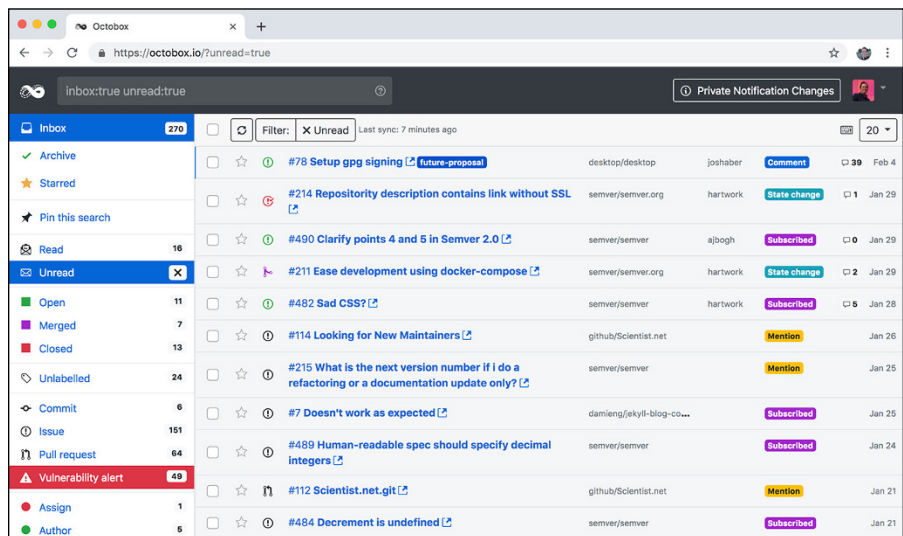 Octobox
https://octobox.io/?unread=true
inbox:true unread:true
Private Notification Changes
Inbox 270
Archive
Starred
Pin this search
Read 16
Unread
Open 11
Merged 7
Closed 13
Unlabelled 24
Commit 6
Issue 151
Pull request 64
Vulnerability alert 49
Assign 1
Author 5
Filter: X Unread Last sync: 7 minutes ago 20
#78 Setup gpg signing future-proposal desktop/desktop joshaber Comment 39 Feb 4
#214 Repositority description contains link without SSL semver/semver.org hartwork State change 1 Jan 29
#490 Clarify points 4 and 5 in Semver 2.0 semver/semver ajbogh Subscribed 0 Jan 29
#211 Ease development using docker-compose semver/semver.org hartwork State change 2 Jan 29
#482 Sad CSS? semver/semver hartwork Subscribed 5 Jan 28
#114 Looking for New Maintainers github/Scientist.net Mention Jan 26
#215 What is the next version number if i do a semver/semver Mention Jan 25
refactoring or a documentation update only?
#7 Doesn't work as expected damieng/jekyll-blog-co... Subscribed Jan 25
#489 Human-readable spec should specify decimal semver/semver Subscribed Jan 24
integers
#112 Scientist.net.git github/Scientist.net Mention Jan 21
#484 Decrement is undefined semver/semver Subscribed Jan 21